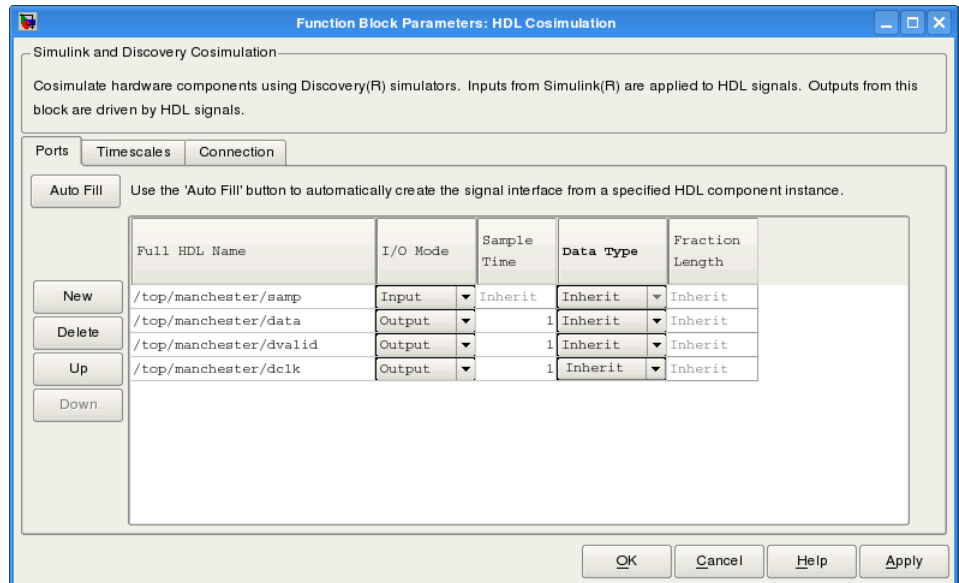 Function Block Parameters: HDL Cosimulation
Simulink and Discovery Cosimulation
Cosimulate hardware components using Discovery(R) simulators. Inputs from Simulink(R) are applied to HDL signals. Outputs from this
block are driven by HDL signals.
Ports Timescales Connection
Auto Fill Use the 'Auto Fill' button to automatically create the signal interface from a specified HDL component instance.
Full HDL Name I/O Mode Sample Time Data Type Fraction Length
New /top/manchester/samp Input Inherit Inherit Inherit
/top/manchester/data Output 1 Inherit Inherit
Delete /top/manchester/dvalid Output 1 Inherit Inherit
Up /top/manchester/dclk Output 1 Inherit Inherit
Down
OK Cancel Help Apply